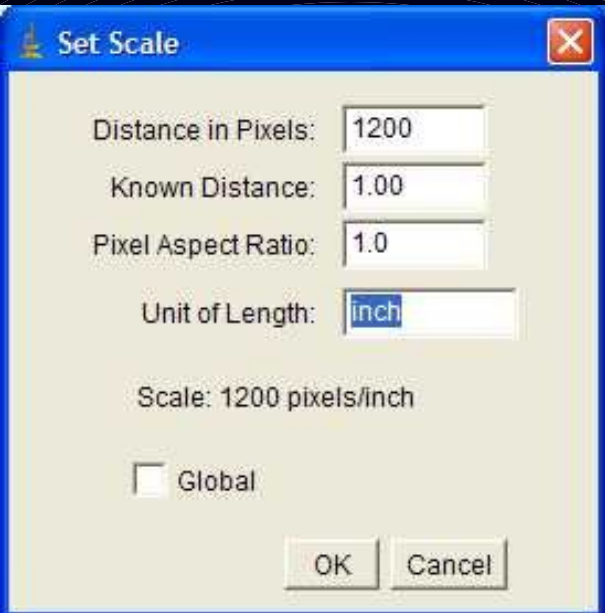 Set Scale
Distance in Pixels: 1200
Known Distance: 1.00
Pixel Aspect Ratio: 1.0
Unit of Length: inch
Scale: 1200 pixels/inch
Global
OK Cancel